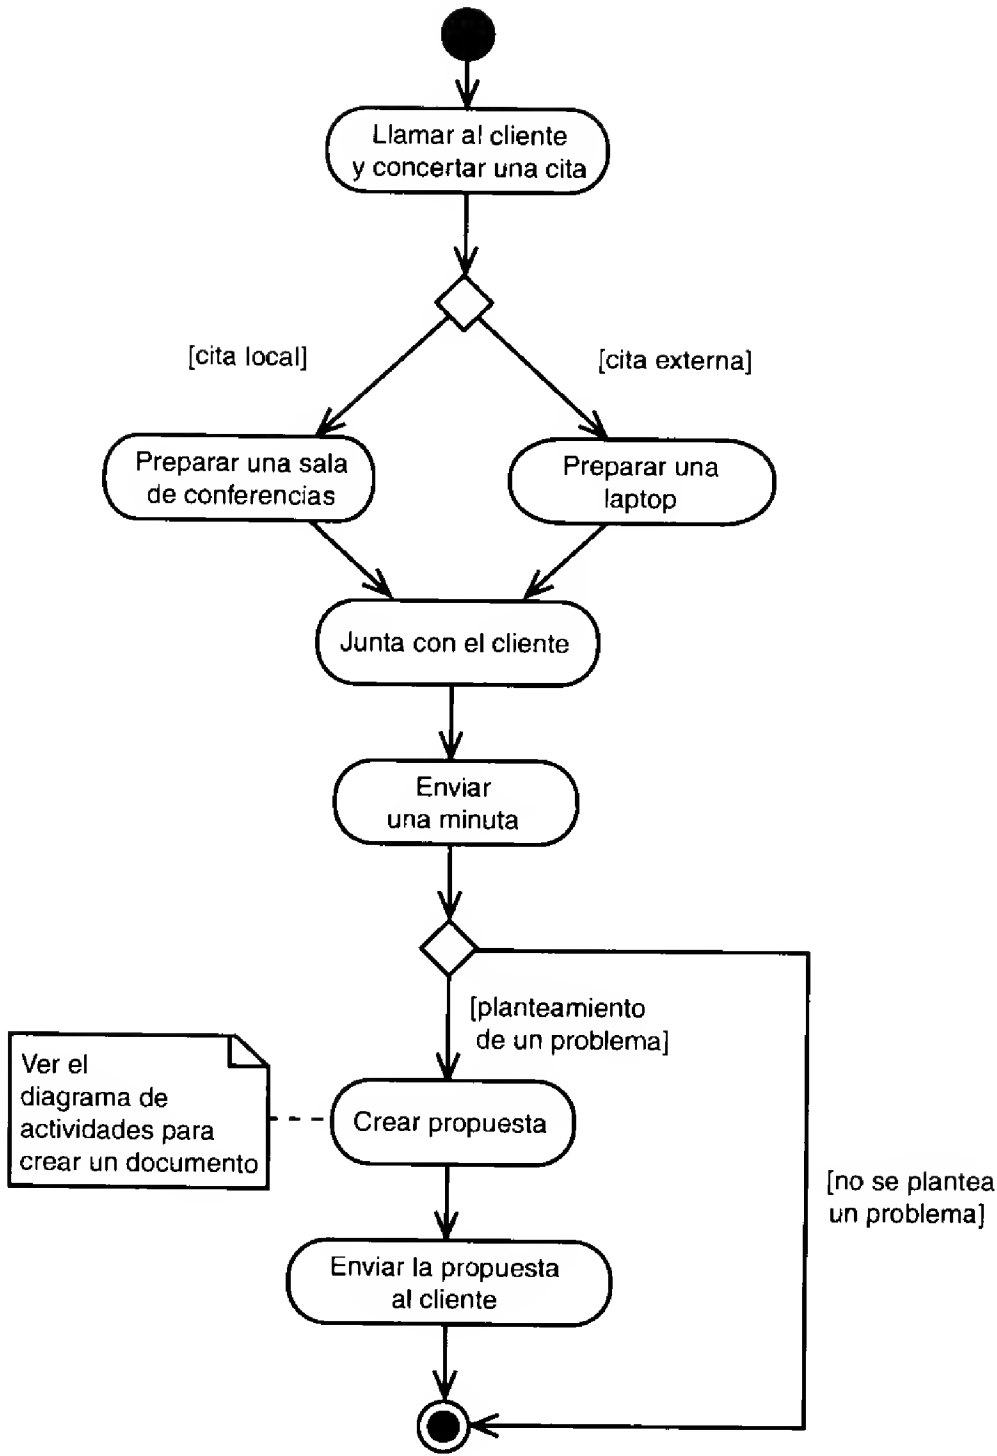 Llamar al cliente
y concertar una cita
[cita local]
[cita externa]
Preparar una sala
de conferencias
Preparar una
laptop
Junta con el cliente
Enviar
una minuta
[planteamiento
de un problema]
Ver el
diagrama de
actividades para
crear un documento
Crear propuesta
[no se plantea
un problema]
Enviar la propuesta
al cliente